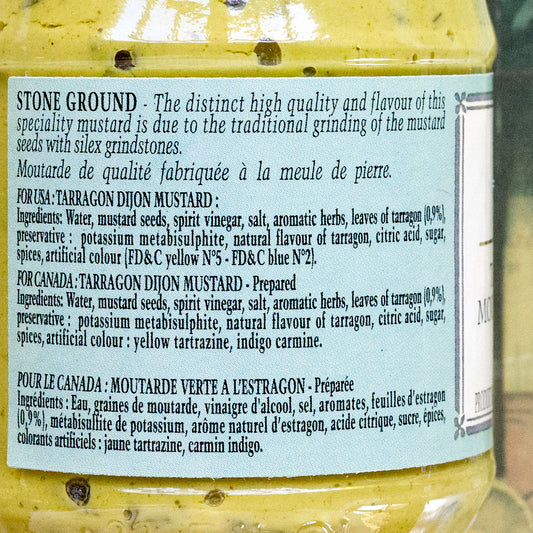 STONE GROUND - The distinct high quality and flavour of this
speciality mustard is due to the traditional grinding of the mustard
seeds with silex grindstones.
Moutarde de qualité fabriquée à la meule de pierre.
FOR USA : TARRAGON DIJON MUSTARD :
Ingredients: Water, mustard seeds, spirit vinegar, salt, aromatic herbs, leaves of tarragon (0,9%),
preservative : potassium metabisulphite, natural flavour of tarragon, citric acid, sugar,
spices, artificial colour (FD&C yellow N°5 - FD&C blue N°2).
FOR CANADA : TARRAGON DIJON MUSTARD - Prepared
Ingredients: Water, mustard seeds, spirit vinegar, salt, aromatic herbs, leaves of tarragon (0,9%),
preservative : potassium metabisulphite, natural flavour of tarragon, citric acid, sugar,
spices, artificial colour : yellow tartrazine, indigo carmine.
POUR LE CANADA : MOUTARDE VERTE A L'ESTRAGON - Préparée
Ingrédients : Eau, graines de moutarde, vinaigre d'alcool, sel, aromates, feuilles d'estragon
(0,9%), métabisulfite de potassium, arôme naturel d'estragon, acide citrique, sucre, épices,
colorants artificiels : jaune tartrazine, carmin indigo.